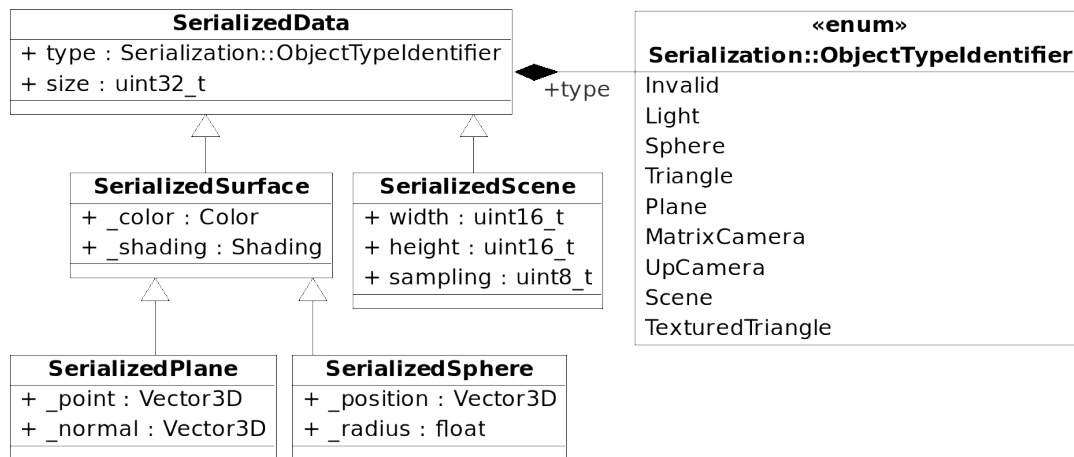 SerializedData
+ type : Serialization::ObjectTypeIdentifier
+ size : uint32_t
+type
«enum»
Serialization::ObjectTypeIdentifier
Invalid
Light
Sphere
Triangle
Plane
MatrixCamera
UpCamera
Scene
TexturedTriangle
SerializedSurface
+ _color : Color
+ _shading : Shading
SerializedScene
+ width : uint16_t
+ height : uint16_t
+ sampling : uint8_t
SerializedPlane
+ _point : Vector3D
+ _normal : Vector3D
SerializedSphere
+ _position : Vector3D
+ _radius : float